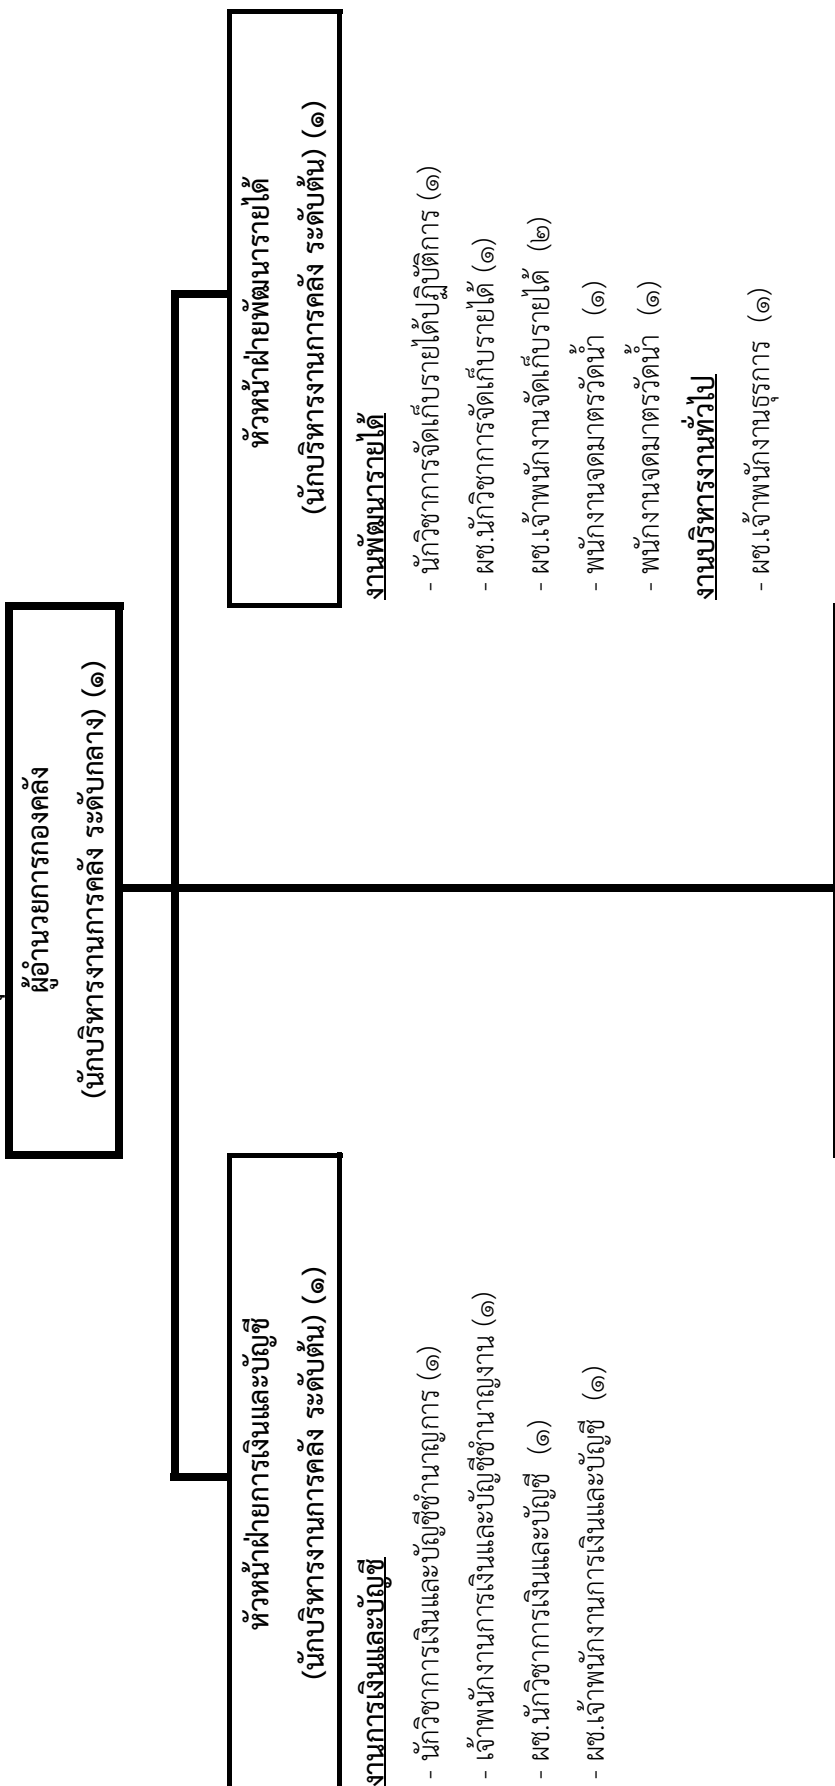 ผู้อำนวยการกองคลัง
(นักบริหารงานการคลัง ระดับกลาง) (๑)
หัวหน้าฝ่ายการเงินและบัญชี
(นักบริหารงานการคลัง ระดับต้น) (๑)
งานการเงินและบัญชี
- นักวิชาการเงินและบัญชีชำนาญการ (๑)
- เจ้าพนักงานการเงินและบัญชีชำนาญงาน (๑)
- ผช.นักวิชาการเงินและบัญชี (๑)
- ผช.เจ้าพนักงานการเงินและบัญชี (๑)
หัวหน้าฝ่ายพัฒนารายได้
(นักบริหารงานการคลัง ระดับต้น) (๑)
งานพัฒนารายได้
- นักวิชาการจัดเก็บรายได้ปฏิบัติการ (๑)
- ผช.นักวิชาการจัดเก็บรายได้ (๑)
- ผช.เจ้าพนักงานจัดเก็บรายได้ (๒)
- พนักงานจดมาตรวัดน้ำ (๑)
- พนักงานจดมาตรวัดน้ำ (๑)
งานบริหารงานทั่วไป
- ผช.เจ้าพนักงานธุรการ (๑)